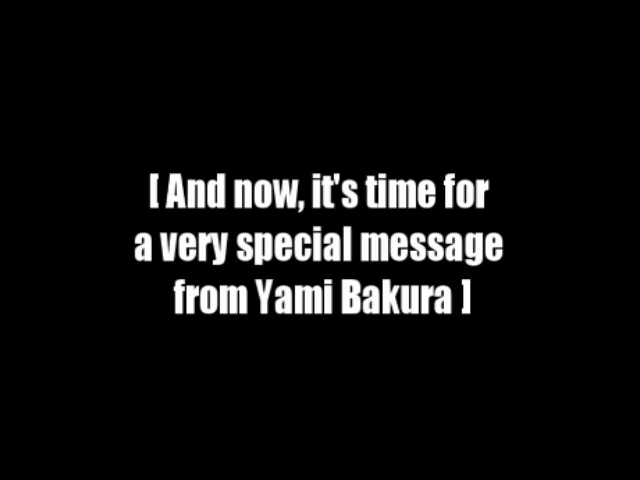 [ And now, it's time for
a very special message
from Yami Bakura ]